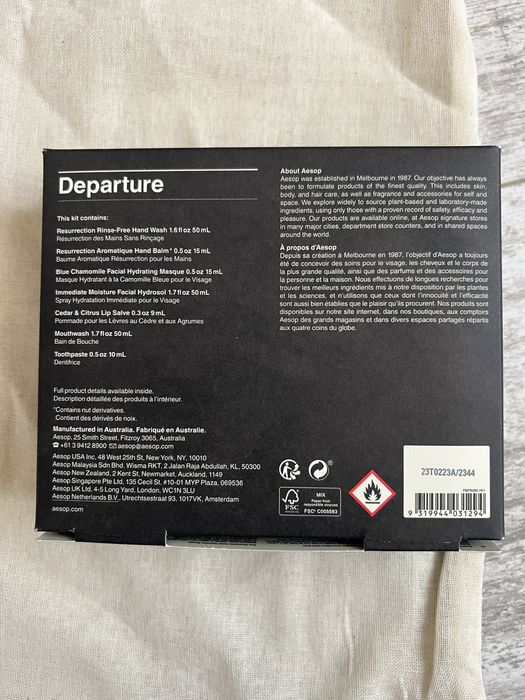 Departure
This kit contains:
Resurrection Rinse-Free Hand Wash 1.6 fl oz 50 mL
Résurrection des Mains Sans Rinçage
Resurrection Aromatique Hand Balm* 0.5 oz 15 mL
Baume Aromatique Résurrection pour les Mains
Blue Chamomile Facial Hydrating Masque 0.5 oz 15 mL
Masque Hydratant à la Camomille Bleue pour le Visage
Immediate Moisture Facial Hydrosol 1.7 fl oz 50 mL
Spray Hydratation Immédiate pour le Visage
Cedar & Citrus Lip Salve 0.3 oz 9 mL
Pommade pour les Lèvres au Cèdre et aux Agrumes
Mouthwash 1.7 fl oz 50 mL
Bain de Bouche
Toothpaste 0.5 oz 10 mL
Dentifrice
Full product details available inside.
Description détaillée des produits à l'intérieur.
*Contains nut derivatives.
Contient des dérivés de noix.
Manufactured in Australia. Fabriqué en Australie.
Aesop, 25 Smith Street, Fitzroy 3065, Australia
☎ +61 3 9412 8900 ✉ aesop@aesop.com
Aesop USA Inc, 48 West 25th St, New York, NY, 10010
Aesop Malaysia Sdn Bhd, Wisma RKT, 2 Jalan Raja Abdullah, KL, 50300
Aesop New Zealand, 2 Kent St, Newmarket, Auckland, 1149
Aesop Singapore Pte Ltd, 135 Cecil St, #10-01 MYP Plaza, 069536
Aesop UK Ltd, 4-5 Long Yard, London, WC1N 3LU
Aesop Netherlands B.V., Utrechtsestraat 93, 1017VK, Amsterdam
aesop.com
About Aesop
Aesop was established in Melbourne in 1987. Our objective has always
been to formulate products of the finest quality. This includes skin,
body, and hair care, as well as fragrance and accessories for self and
space. We explore widely to source plant-based and laboratory-made
ingredients, using only those with a proven record of safety, efficacy and
pleasure. Our products are available online, at Aesop signature stores
in many major cities, department store counters, and in shared spaces
around the world.
À propos d'Aesop
Depuis sa création à Melbourne en 1987, l'objectif d'Aesop a toujours
été de concevoir des soins pour le visage, les cheveux et le corps de
la plus grande qualité, ainsi que des parfums et des accessoires pour
la personne et la maison. Nous effectuons de longues recherches pour
trouver les meilleurs ingrédients mis à notre disposition par les plantes
et les sciences, et n'utilisons que ceux dont l'innocuité et l'efficacité
sont aussi bien établies que le plaisir qu'ils procurent. Nos produits sont
disponibles sur notre site internet, dans nos boutiques, aux comptoirs
Aesop des grands magasins et dans divers espaces partagés répartis
aux quatre coins du globe.
FSC
www.fsc.org
MIX
Paper from
responsible sources
FSC® C005583
23T0223A/2344
9 319944 031294